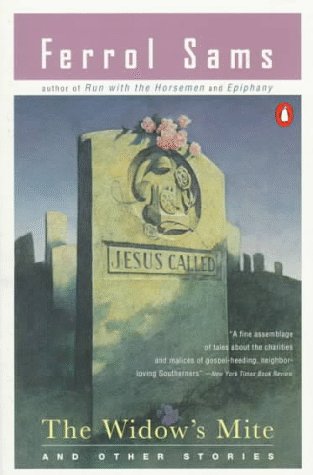 Ferrol Sams
author of Run with the Horsemen and Epiphany
JESUS CALLED
"A fine assemblage
of tales about the charities
and malices of gospel-heeding, neighbor-
loving Southerners" —New York Times Book Review
The Widow's Mite
AND OTHER STORIES